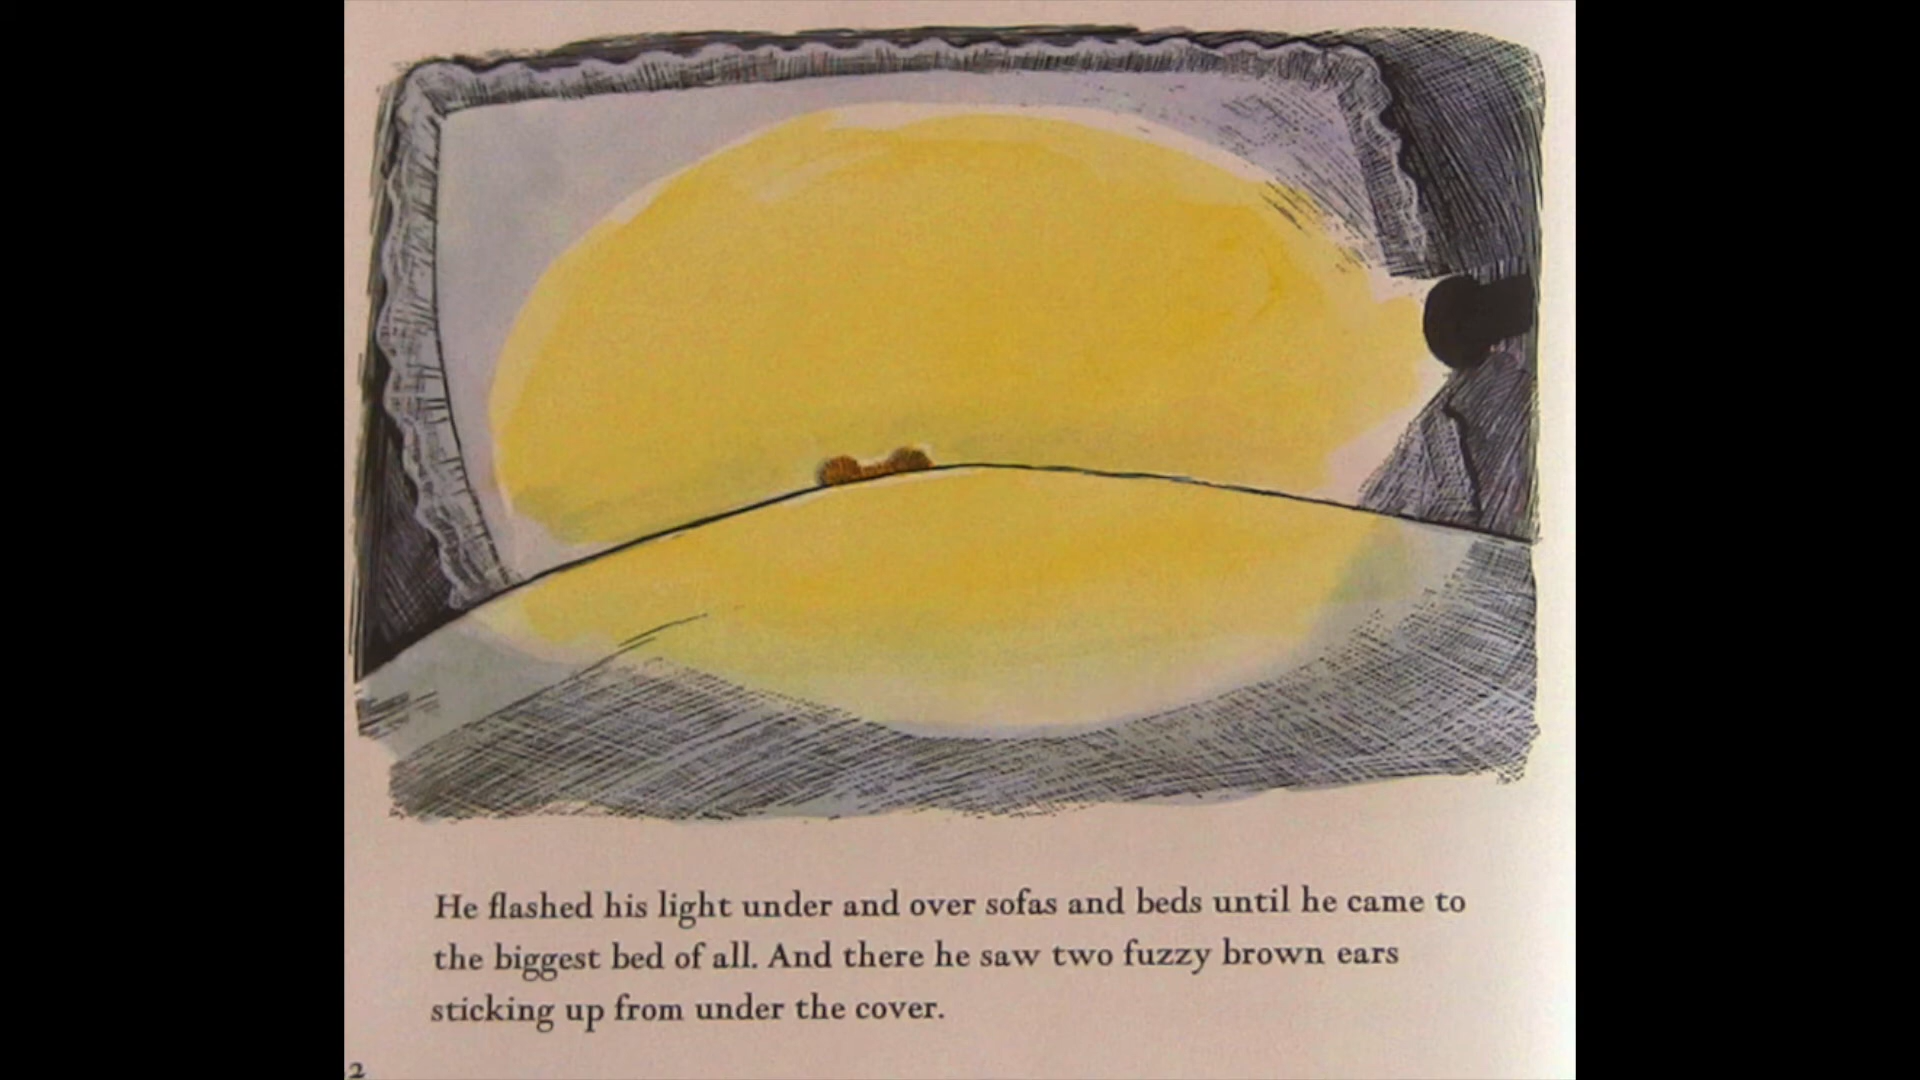 He flashed his light under and over sofas and beds until he came to
the biggest bed of all. And there he saw two fuzzy brown ears
sticking up from under the cover.
2